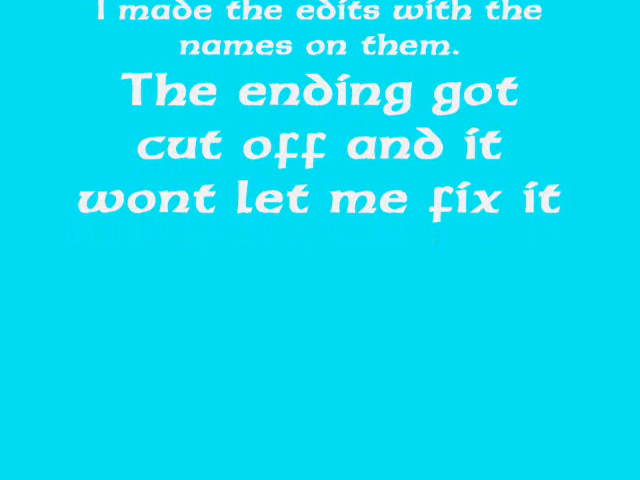 I made the edits with the
names on them.
The ending got
cut off and it
wont let me fix it